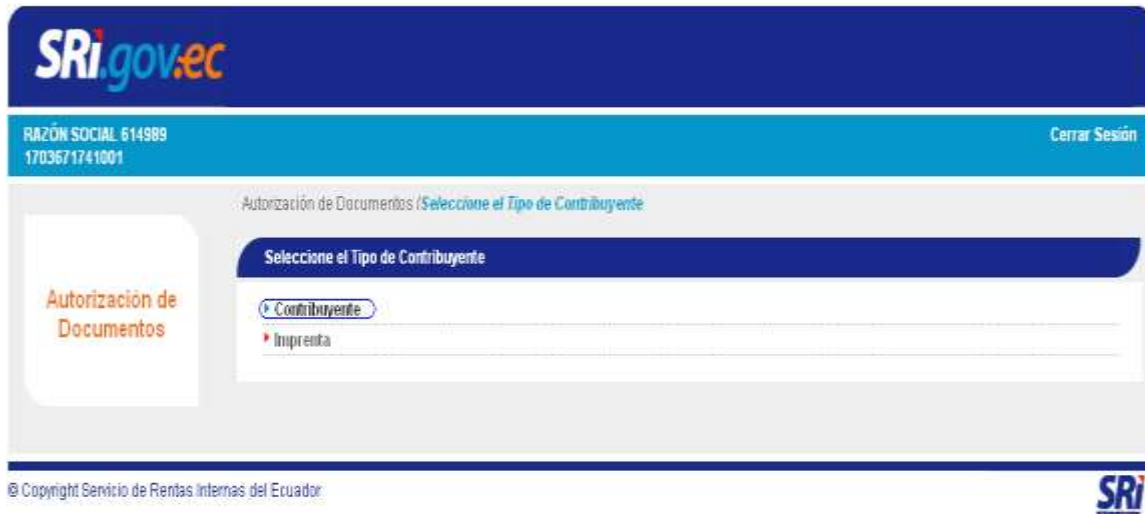 SRi.gov.ec
RAZÓN SOCIAL 614989
1703671741001
Cerrar Sesión
Autorización de Documentos /Seleccione el Tipo de Contribuyente
Seleccione el Tipo de Contribuyente
Autorización de
Documentos
Contribuyente
Imprenta
© Copyright Servicio de Rentas Internas del Ecuador
SRi